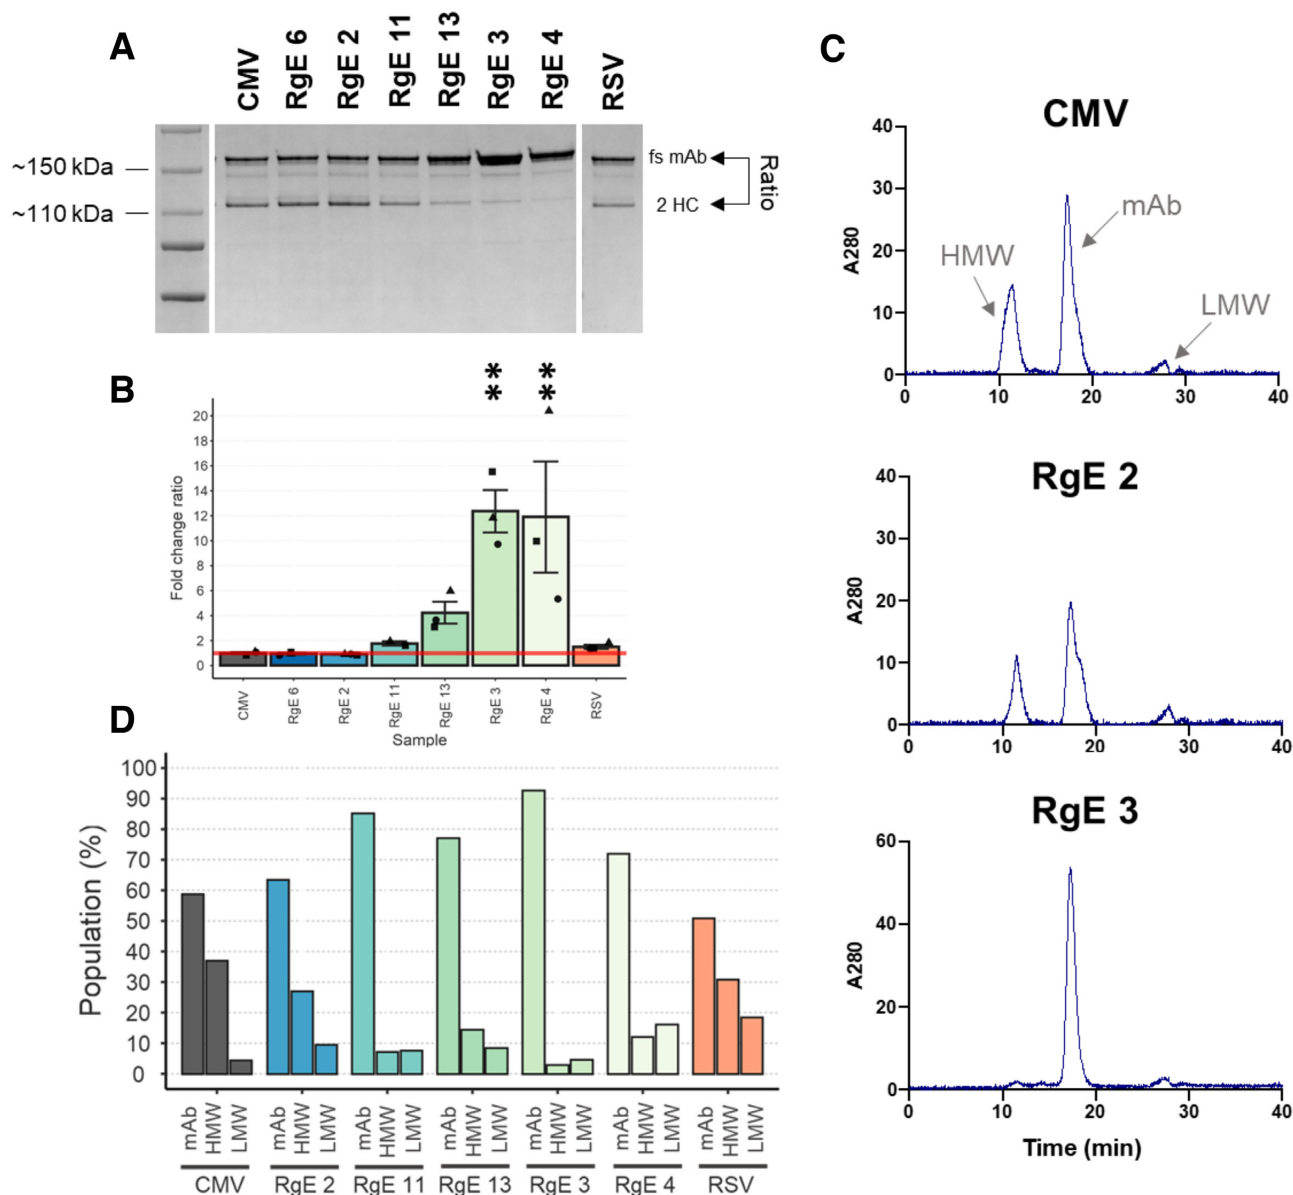 A
CMV
RgE 6
RgE 2
RgE 11
RgE 13
RgE 3
RgE 4
RSV
~150 kDa
~110 kDa
fs mAb
2 HC
Ratio
B
**
**
Fold change ratio
20
18
16
14
12
10
8
6
4
2
0
CMV
RgE 6
RgE 2
RgE 11
RgE 13
RgE 3
RgE 4
RSV
Sample
C
CMV
A280
40
30
20
10
0
HMW
mAb
LMW
0 10 20 30 40
RgE 2
A280
40
30
20
10
0
0 10 20 30 40
RgE 3
A280
60
40
20
0
0 10 20 30 40
Time (min)
D
Population (%)
100
90
80
70
60
50
40
30
20
10
0
mAb HMW LMW mAb HMW LMW mAb HMW LMW mAb HMW LMW mAb HMW LMW mAb HMW LMW mAb HMW LMW
CMV RgE 2 RgE 11 RgE 13 RgE 3 RgE 4 RSV